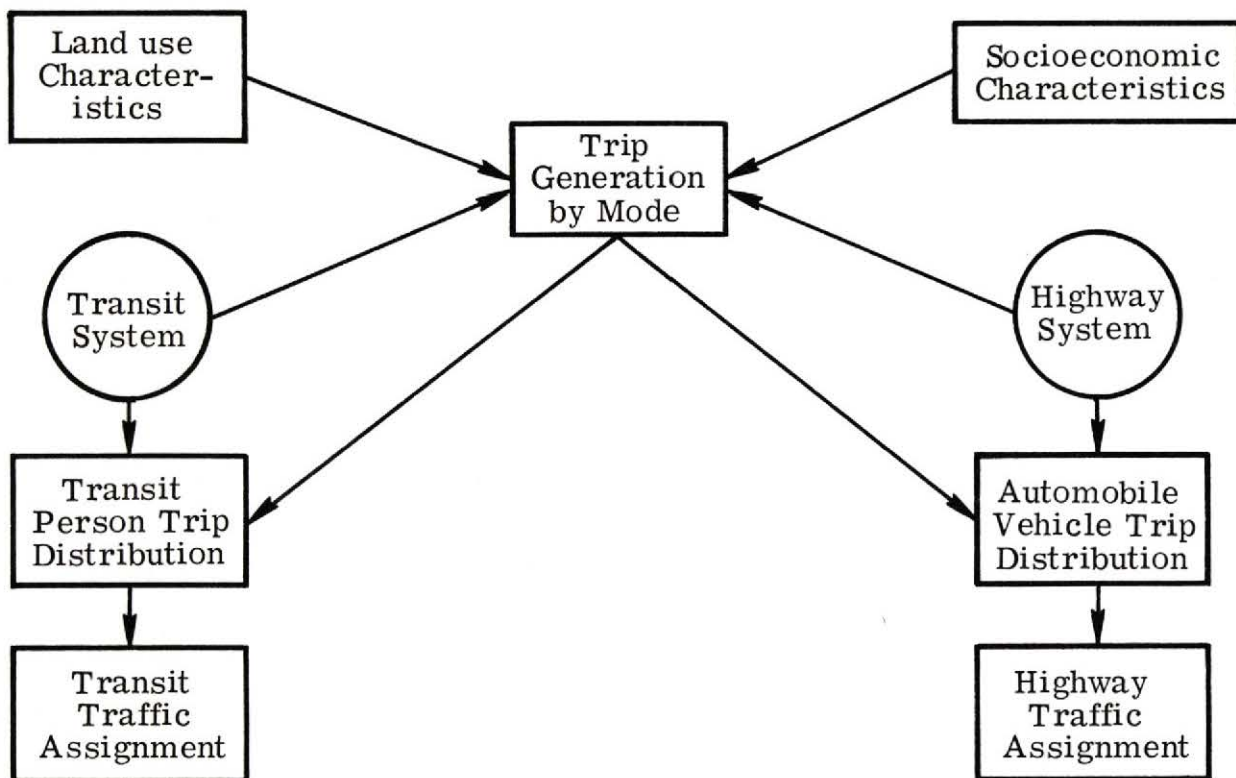 Land use
Character-
istics
Socioeconomic
Characteristics
Trip
Generation
by Mode
Transit
System
Highway
System
Transit
Person Trip
Distribution
Automobile
Vehicle Trip
Distribution
Transit
Traffic
Assignment
Highway
Traffic
Assignment